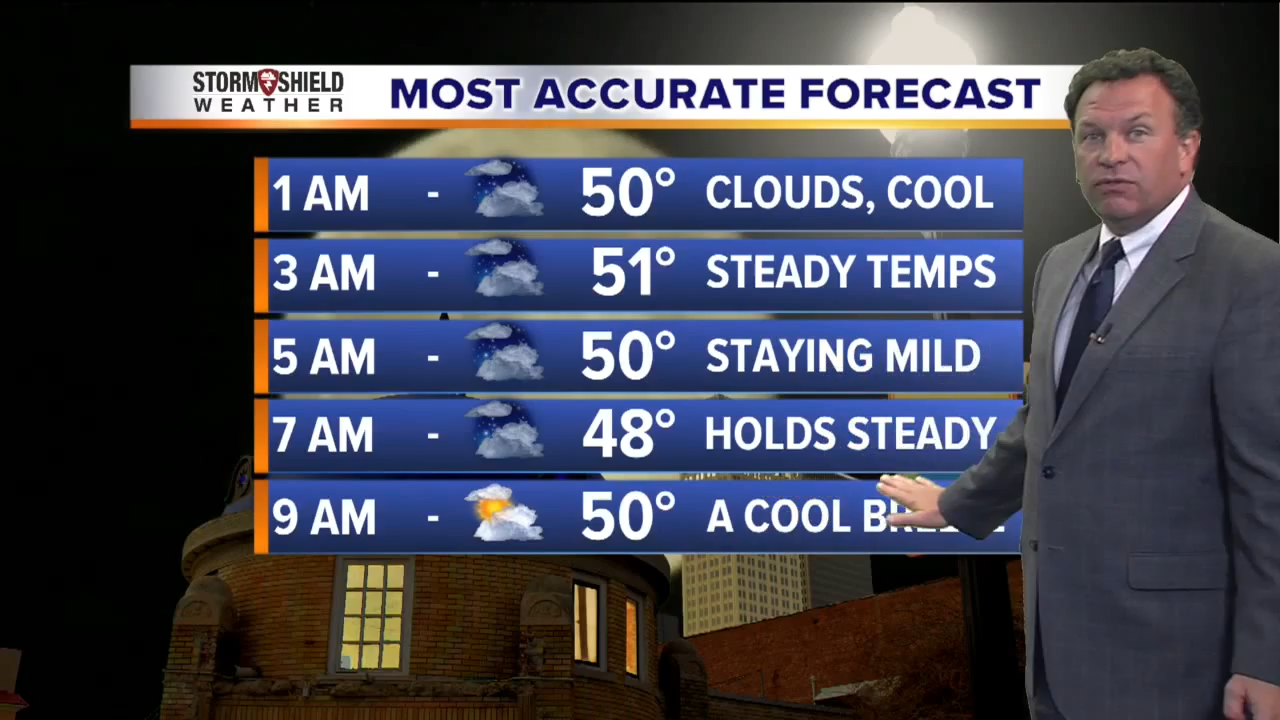 STORM SHIELD
WEATHER
MOST ACCURATE FORECAST
1 AM - 50° CLOUDS, COOL
3 AM - 51° STEADY TEMPS
5 AM - 50° STAYING MILD
7 AM - 48° HOLDS STEADY
9 AM - 50° A COOL